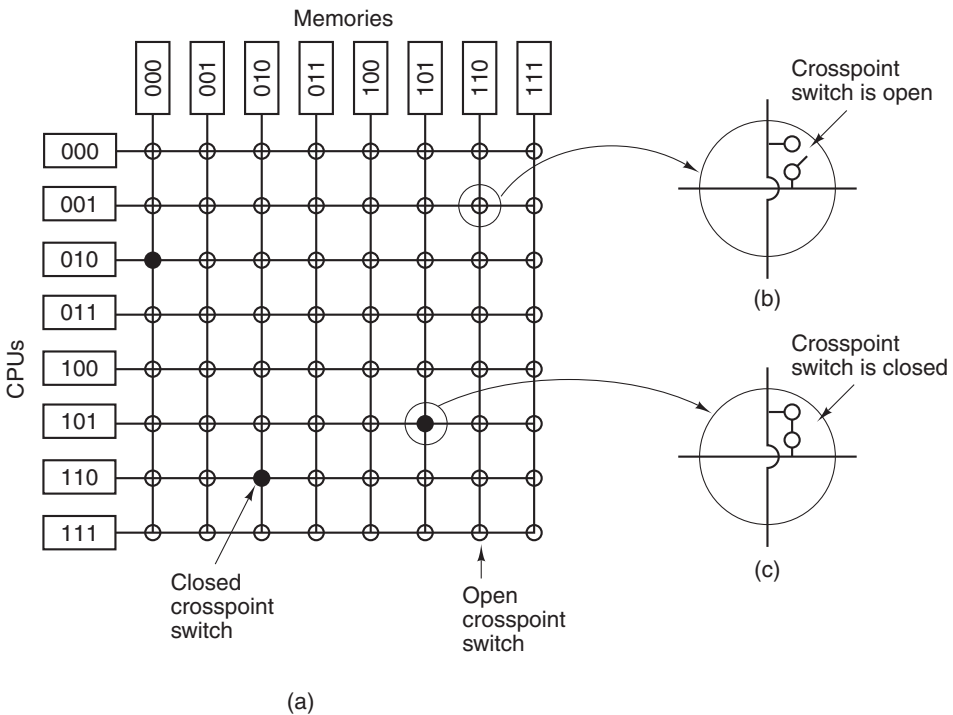 Memories
000
001
010
011
100
101
110
111
CPUs
000
001
010
011
100
101
110
111
Closed
crosspoint
switch
Open
crosspoint
switch
(a)
Crosspoint
switch is open
(b)
Crosspoint
switch is closed
(c)